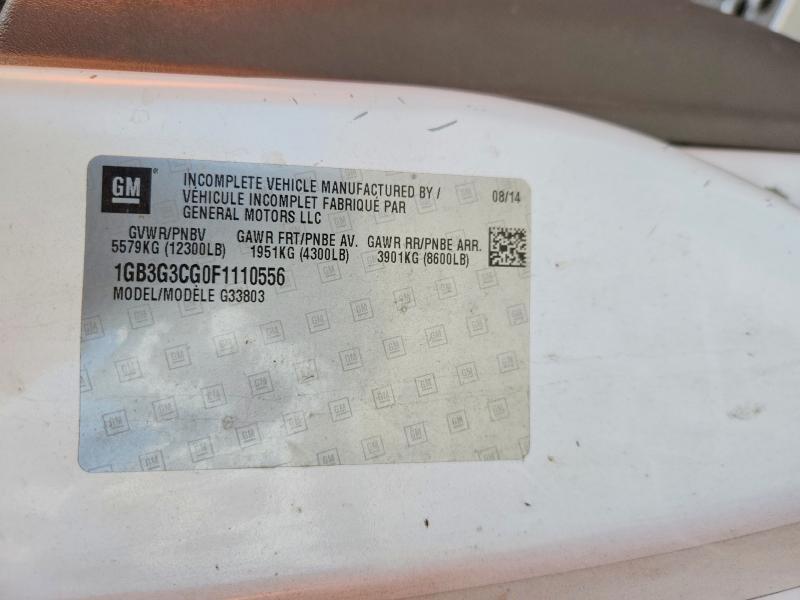 GM
INCOMPLETE VEHICLE MANUFACTURED BY /
VÉHICULE INCOMPLET FABRIQUÉ PAR
GENERAL MOTORS LLC
08/14
GVWR/PNBV GAWR FRT/PNBE AV. GAWR RR/PNBE ARR.
5579KG (12300LB) 1951KG (4300LB) 3901KG (8600LB)
1GB3G3CG0F1110556
MODEL/MODÈLE G33803